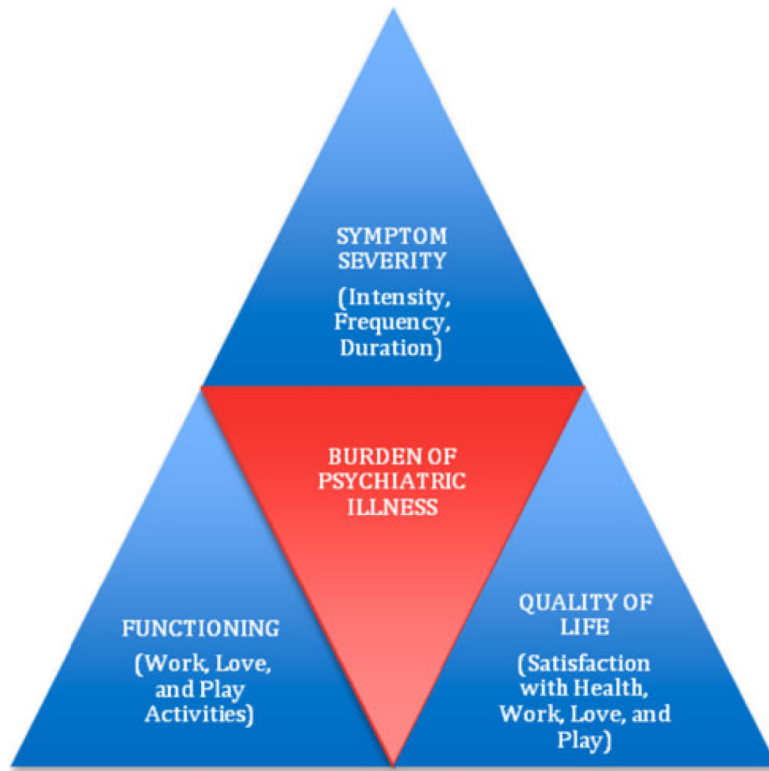 SYMPTOM
SEVERITY
(Intensity,
Frequency,
Duration)
BURDEN OF
PSYCHIATRIC
ILLNESS
FUNCTIONING
(Work, Love,
and Play
Activities)
QUALITY OF
LIFE
(Satisfaction
with Health,
Work, Love, and
Play)